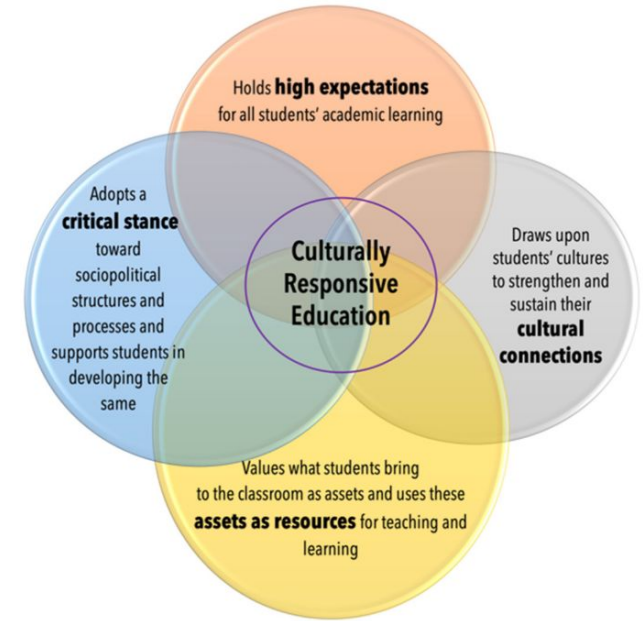 Holds high expectations
for all students’ academic learning
Adopts a
critical stance
toward
sociopolitical
structures and
processes and
supports students in
developing the
same
Culturally
Responsive
Education
Draws upon
students’ cultures
to strengthen and
sustain their
cultural
connections
Values what students bring
to the classroom as assets and uses these
assets as resources for teaching and
learning